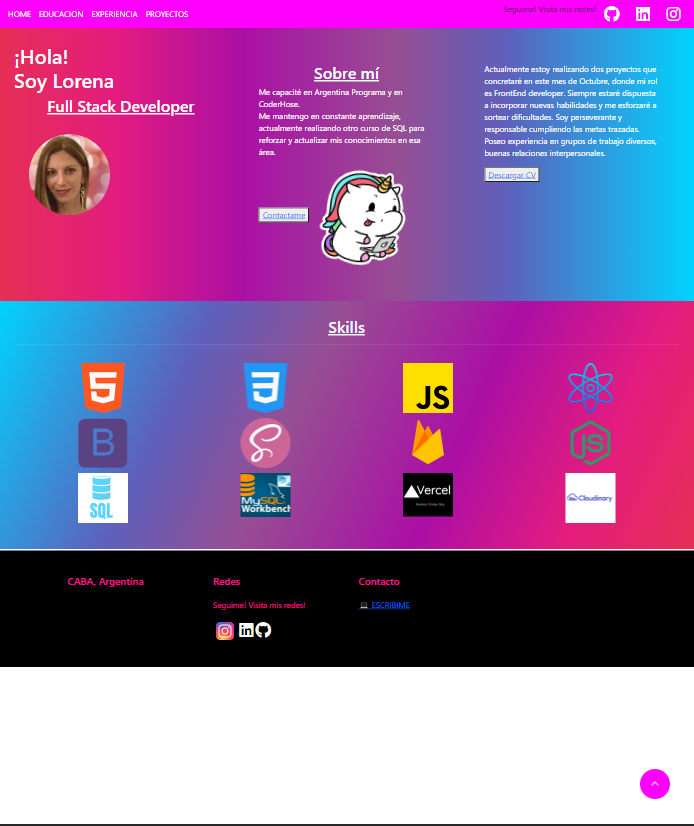 HOME EDUCACION EXPERIENCIA PROYECTOS
Seguime! Visitá mis redes!
¡Hola!
Soy Lorena
Full Stack Developer
Sobre mí
Me capacité en Argentina Programa y en
CoderHose.
Me mantengo en constante aprendizaje,
actualmente realizando otro curso de SQL para
reforzar y actualizar mis conocimientos en esa
área.
Contactame
Actualmente estoy realizando dos proyectos que
concretaré en este mes de Octubre, donde mi rol
es FrontEnd developer. Siempre estaré dispuesta
a incorporar nuevas habilidades y me esforzaré a
sortear dificultades. Soy perseverante y
responsable cumpliendo las metas trazadas.
Poseo experiencia en grupos de trabajo diversos,
buenas relaciones interpersonales.
Descargar CV
Skills
JS
B
JS
SQL
MySQL
Workbench
Vercel
Cloudinary
CABA, Argentina
Redes
Contacto
Seguime! Visitá mis redes!
ESCRIBIME